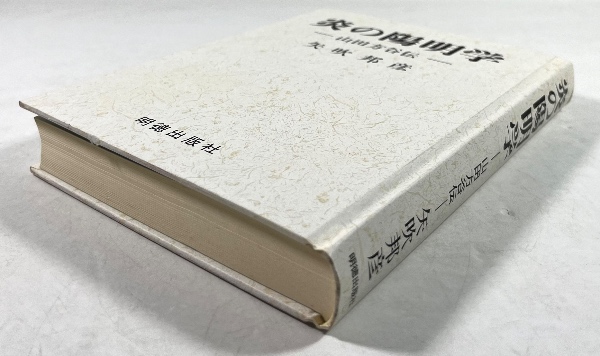 炎の陽明学
―山田方谷伝―
矢吹邦彦
明徳出版社
炎の陽明学
―山田方谷伝―
矢吹邦彦
明徳出版社